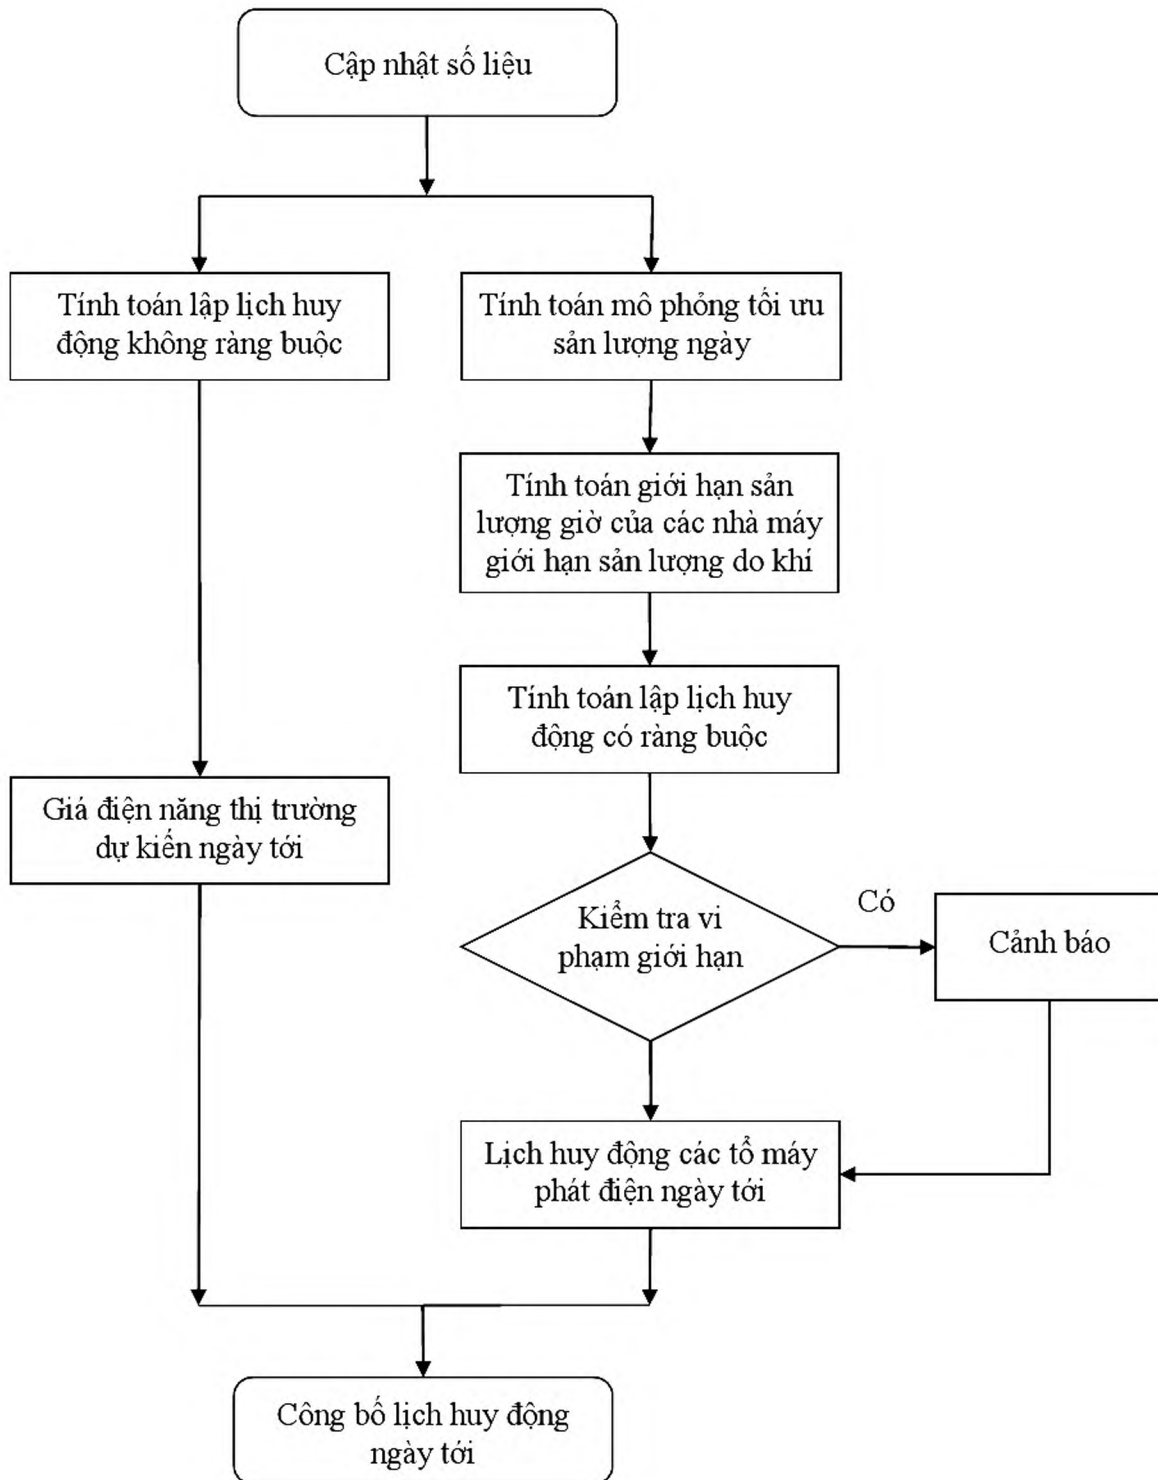 Cập nhật số liệu
Tính toán lập lịch huy
động không ràng buộc
Tính toán mô phỏng tối ưu
sản lượng ngày
Tính toán giới hạn sản
lượng giờ của các nhà máy
giới hạn sản lượng do khí
Tính toán lập lịch huy
động có ràng buộc
Giá điện năng thị trường
dự kiến ngày tới
Kiểm tra vi
phạm giới hạn
Có
Cảnh báo
Lịch huy động các tổ máy
phát điện ngày tới
Công bố lịch huy động
ngày tới